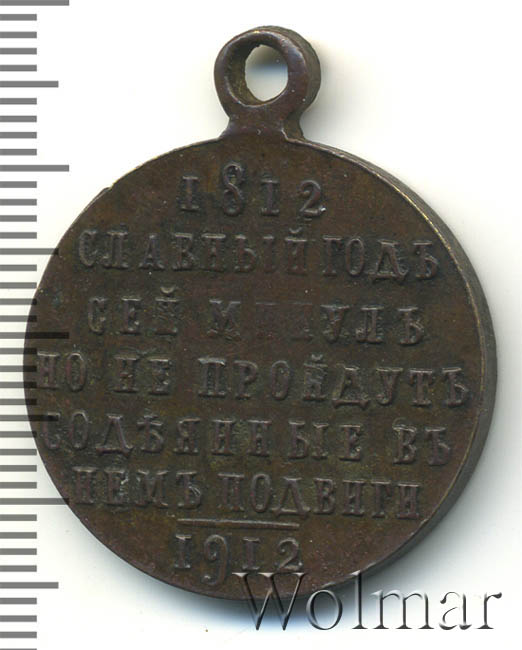 1812
СЛАВНЫЙ ГОДЪ
СЕЙ МИНУЛЪ
НО НЕ ПРОЙДУТЪ
СОДѢЯННЫЕ ВЪ
НЕМЪ ПОДВИГИ
1912
Wolmar